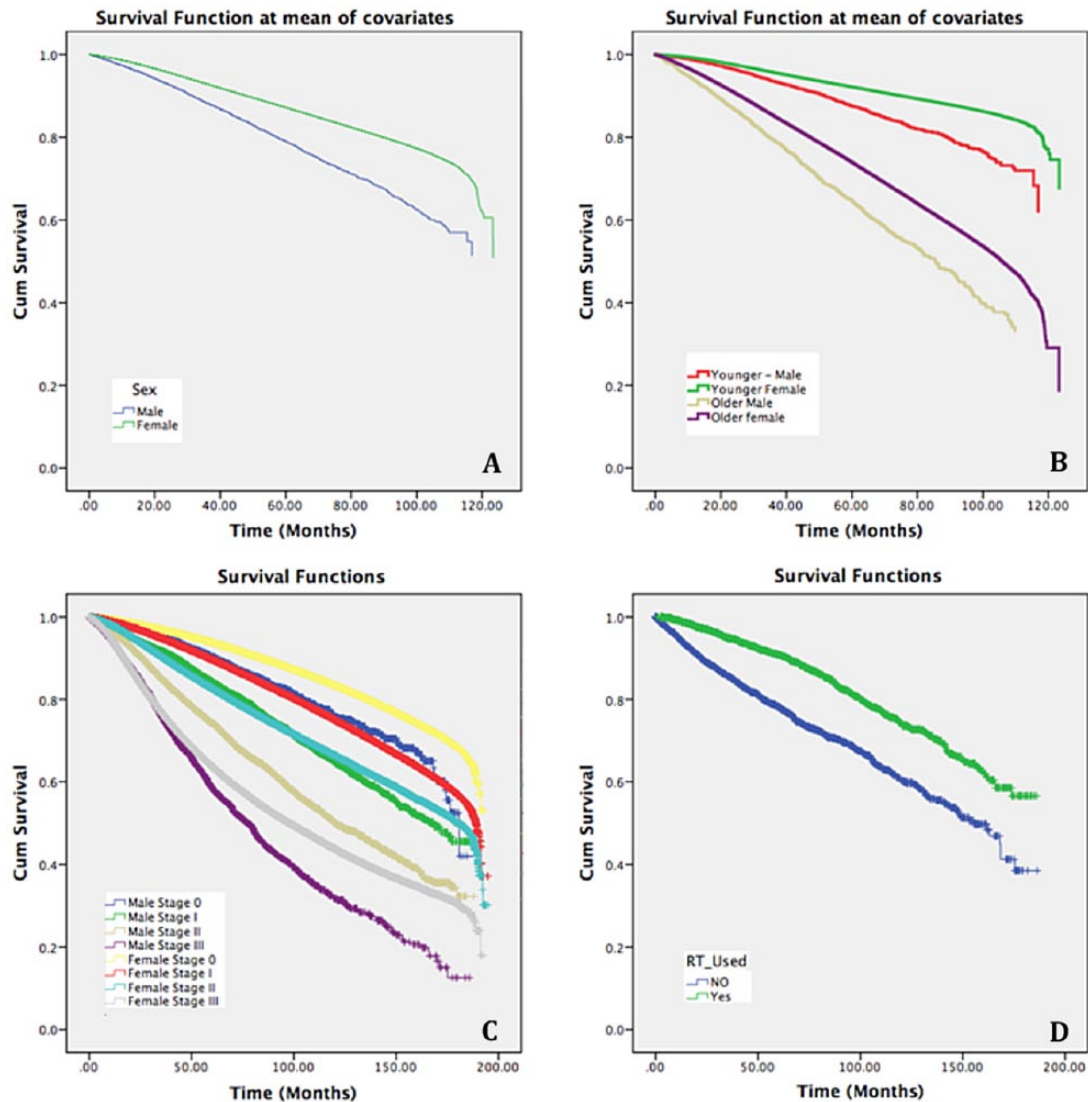 Survival Function at mean of covariates
1.0
0.8
0.6
0.4
0.2
0.0
Cum Survival
Sex
Male
Female
A
.00 20.00 40.00 60.00 80.00 100.00 120.00
Time (Months)
Survival Function at mean of covariates
1.0
0.8
0.6
0.4
0.2
0.0
Cum Survival
Younger - Male
Younger Female
Older Male
Older female
B
.00 20.00 40.00 60.00 80.00 100.00 120.00
Time (Months)
Survival Functions
1.0
0.8
0.6
0.4
0.2
0.0
Cum Survival
Male Stage 0
Male Stage I
Male Stage II
Male Stage III
Female Stage 0
Female Stage I
Female Stage II
Female Stage III
C
.00 50.00 100.00 150.00 200.00
Time (Months)
Survival Functions
1.0
0.8
0.6
0.4
0.2
0.0
Cum Survival
RT_Used
NO
Yes
D
.00 50.00 100.00 150.00 200.00
Time (Months)